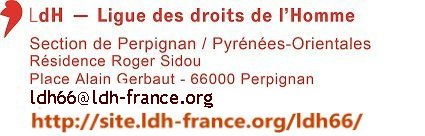 LdH — Ligue des droits de l'Homme
Section de Perpignan / Pyrénées-Orientales
Résidence Roger Sidou
Place Alain Gerbaut - 66000 Perpignan
ldh66@ldh-france.org
http://site.ldh-france.org/ldh66/